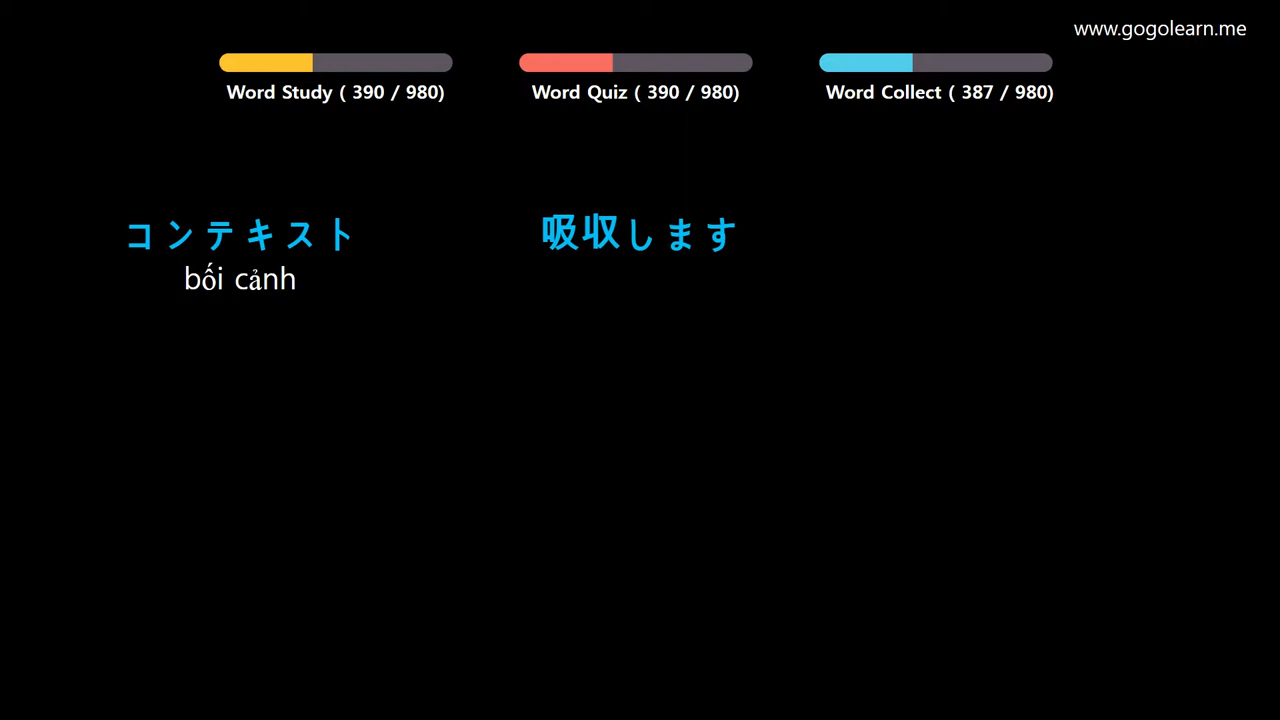 www.gogolearn.me
Word Study ( 390 / 980)
Word Quiz ( 390 / 980)
Word Collect ( 387 / 980)
コンテキスト
bối cảnh
吸収します